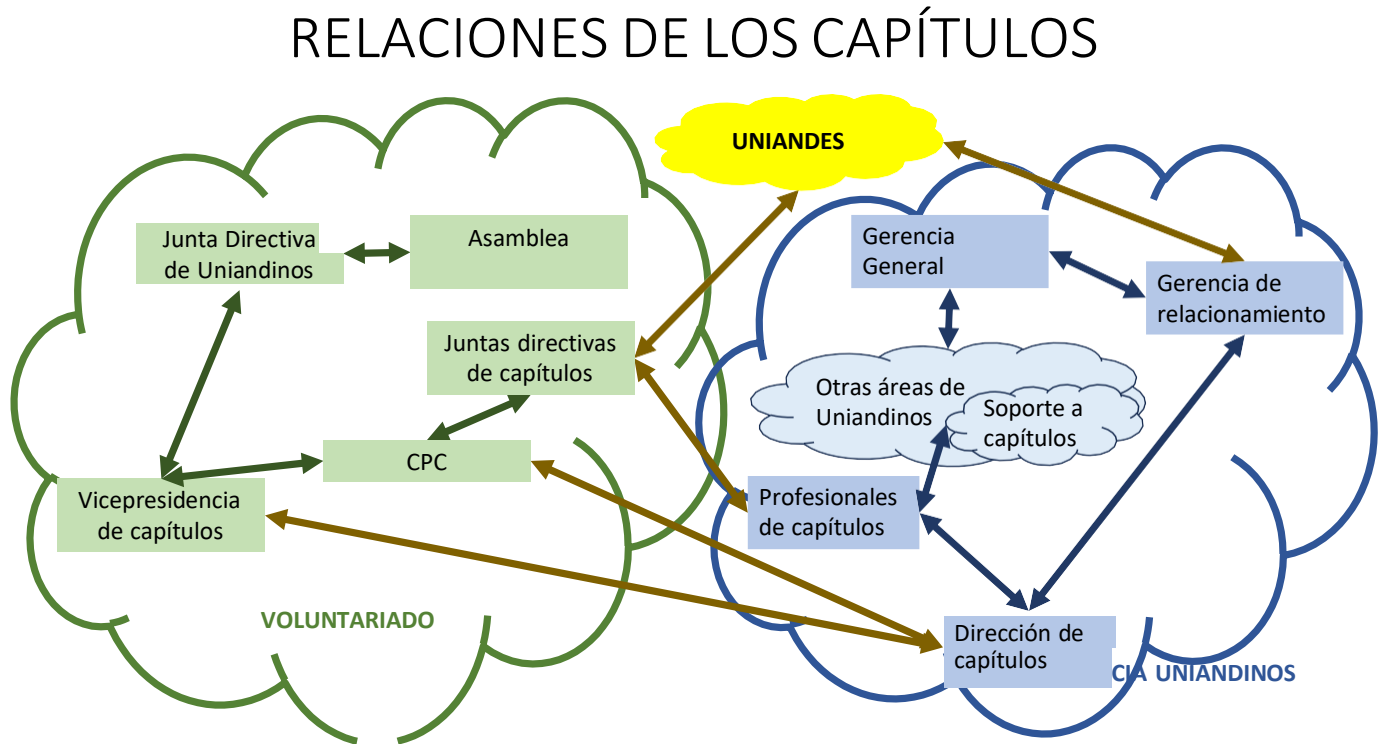 RELACIONES DE LOS CAPÍTULOS
UNIANDES
Junta Directiva
de Uniandinos
Asamblea
Juntas directivas
de capítulos
CPC
Vicepresidencia
de capítulos
VOLUNTARIADO
Gerencia
General
Gerencia de
relacionamiento
Otras áreas de
Uniandinos
Soporte a
capítulos
Profesionales
de capítulos
Dirección de
capítulos
CIA UNIANDINOS